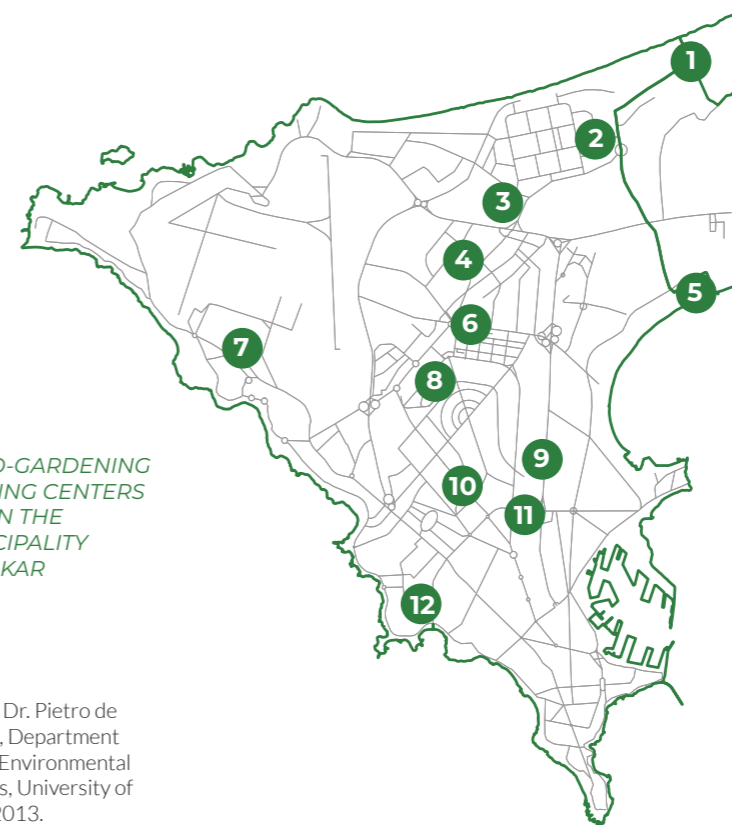 1
2
3
4
5
6
7
8
9
10
11
12
-GARDENING
ING CENTERS
N THE
CIPALITY
KAR
Dr. Pietro de
, Department
Environmental
s, University of
2013.